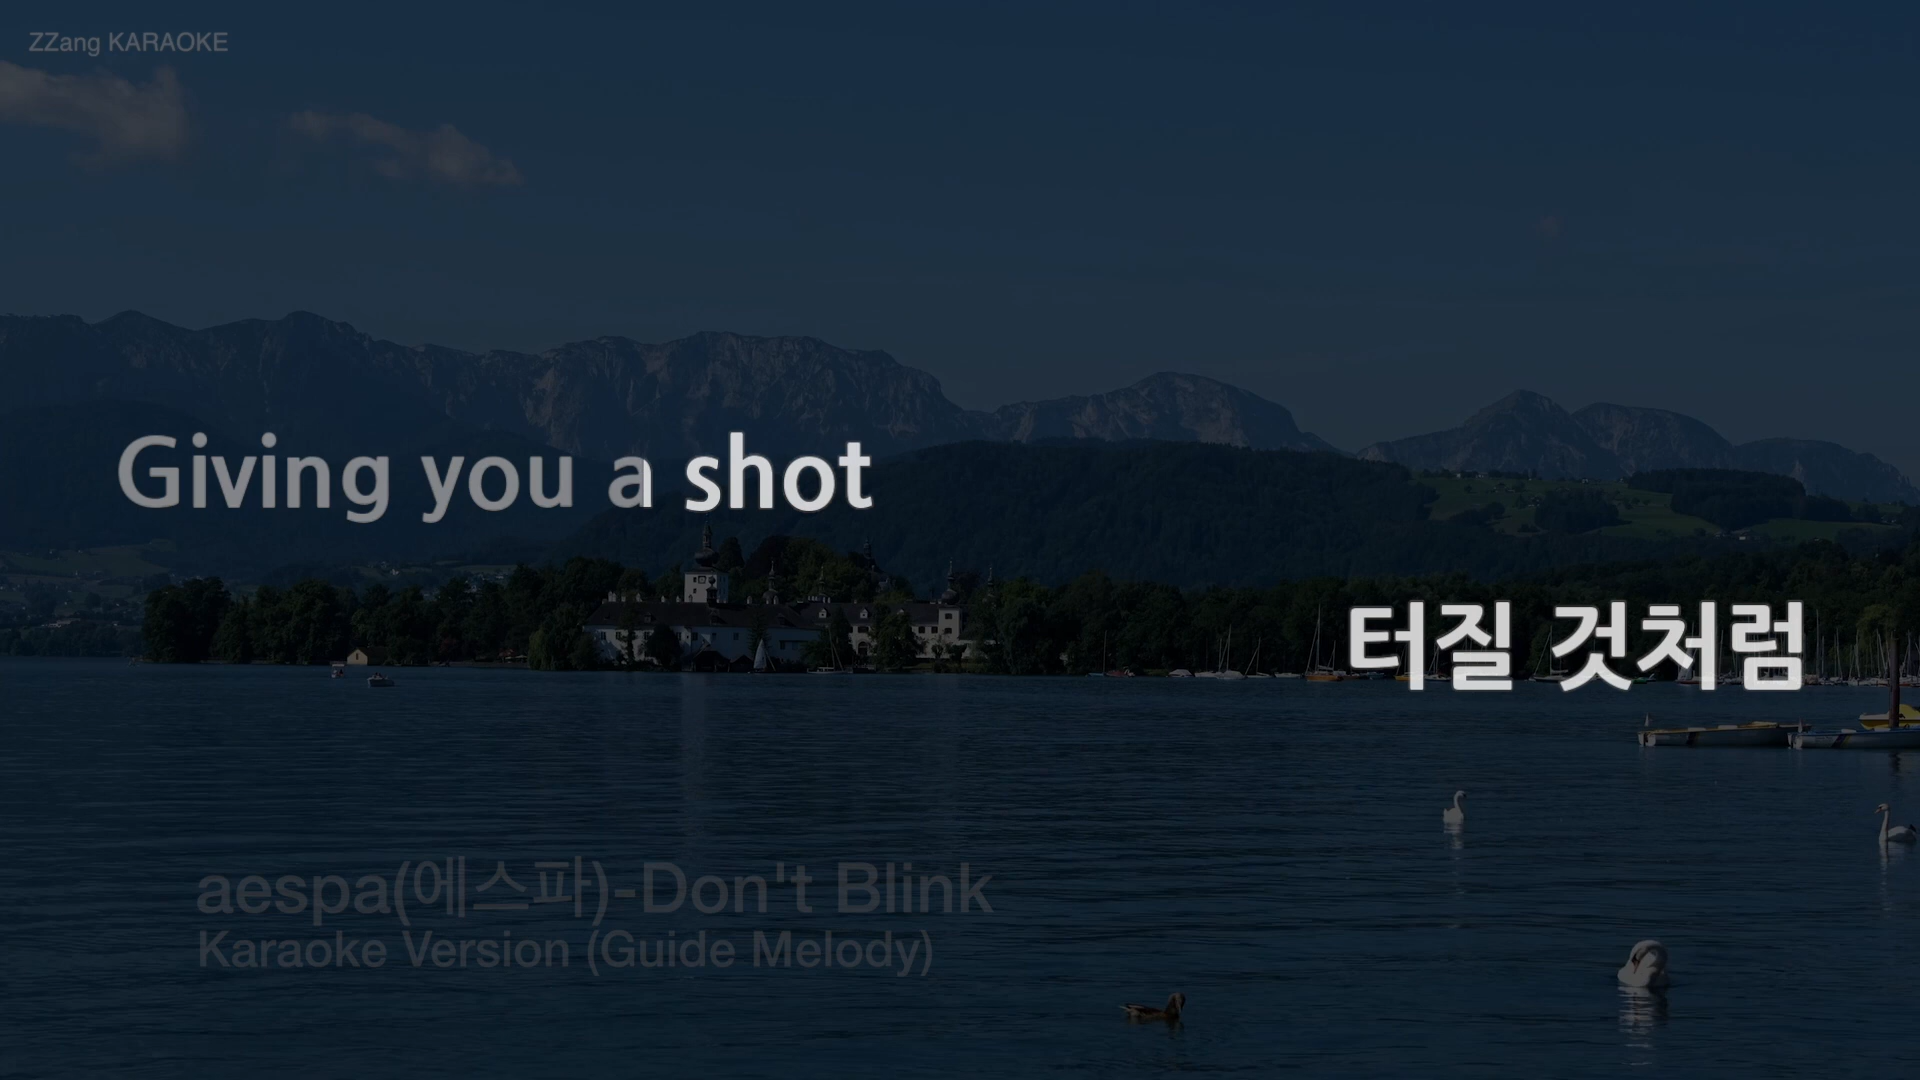 ZZang KARAOKE
Giving you a shot
터질 것처럼
aespa(에스파)-Don't Blink
Karaoke Version (Guide Melody)